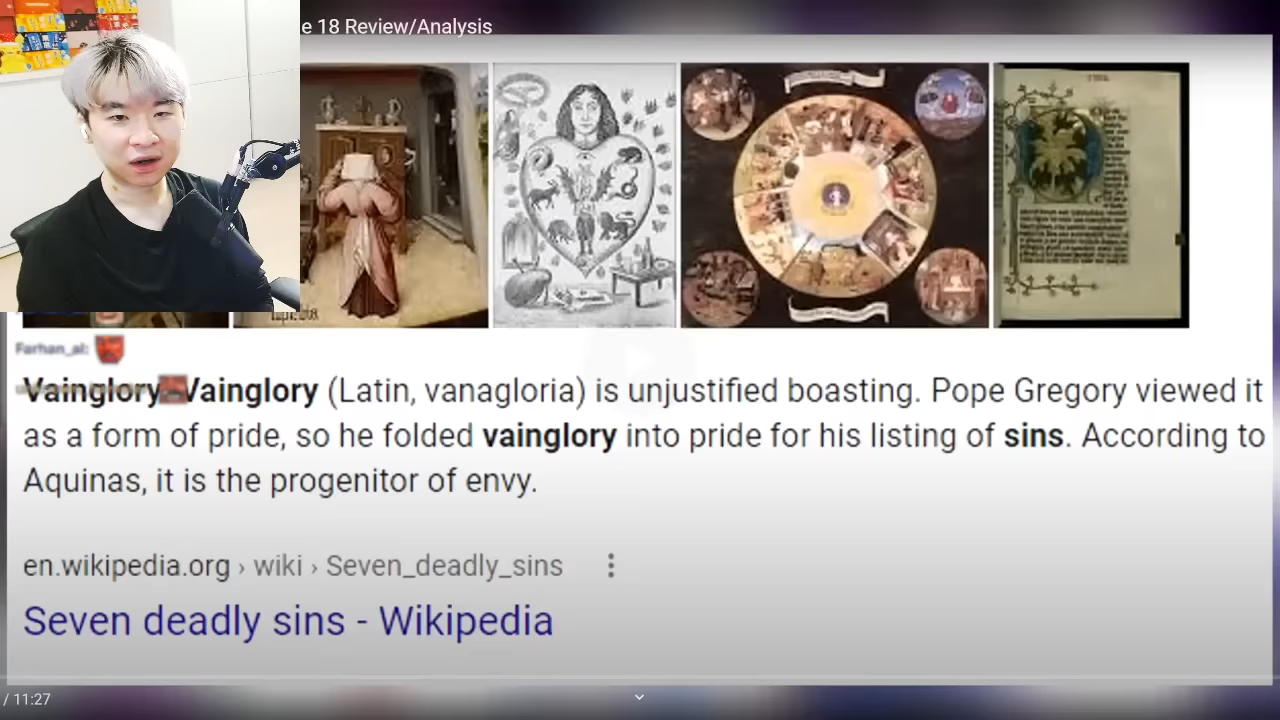 e 18 Review/Analysis
Farhan_al:
Vainglory Vainglory (Latin, vanagloria) is unjustified boasting. Pope Gregory viewed it
as a form of pride, so he folded vainglory into pride for his listing of sins. According to
Aquinas, it is the progenitor of envy.
en.wikipedia.org › wiki › Seven_deadly_sins
Seven deadly sins - Wikipedia
/ 11:27